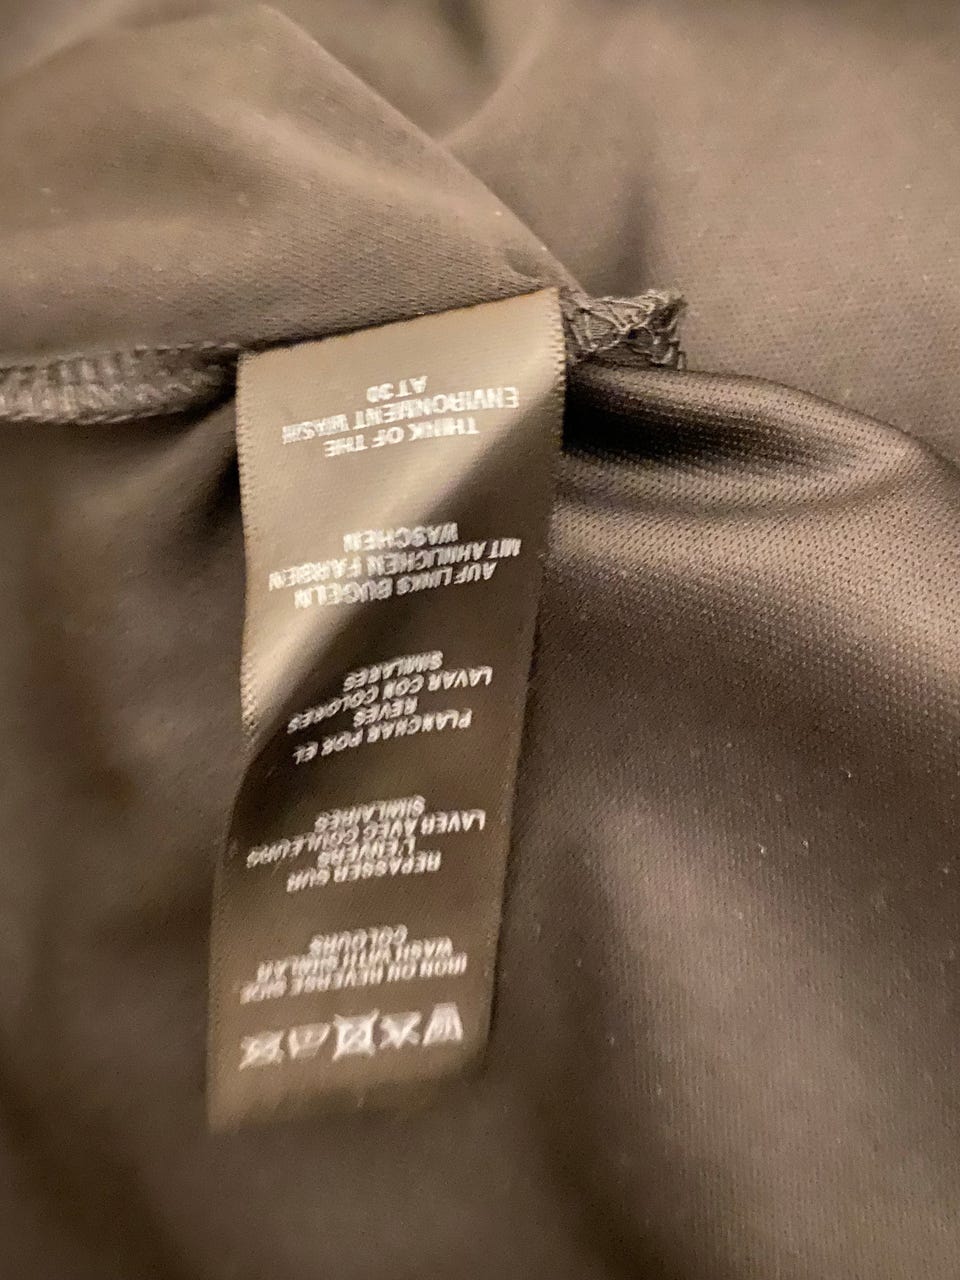 IRON ON REVERSE SIDE
WASH WITH SIMILAR
COLOURS
REPASSER SUR
L'ENVERS
LAVER AVEC COULEURS
SIMILAIRES
PLANCHAR POR EL
REVES
LAVAR CON COLORES
SIMILARES
AUF LINKS BUGELN
MIT AHNLICHEN FARBEN
WASCHEN
THINK OF THE
ENVIRONMENT WASH
AT 30